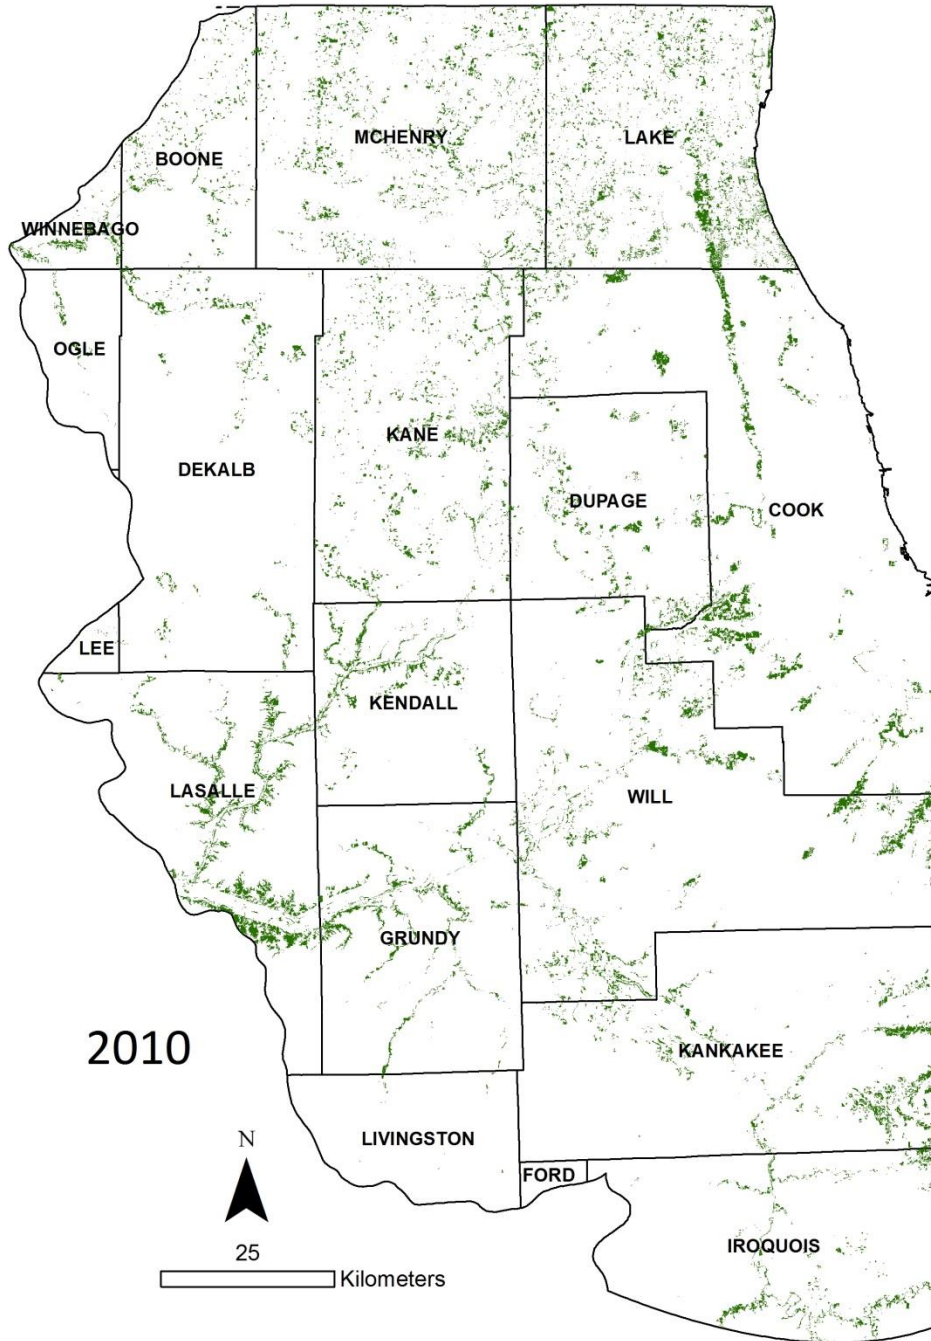 MCHENRY
LAKE
BOONE
WINNEBAGO
OGLE
KANE
DEKALB
DUPAGE
COOK
LEE
KENDALL
LASALLE
WILL
GRUNDY
2010
KANKAKEE
N
LIVINGSTON
FORD
IROQUOIS
25
Kilometers